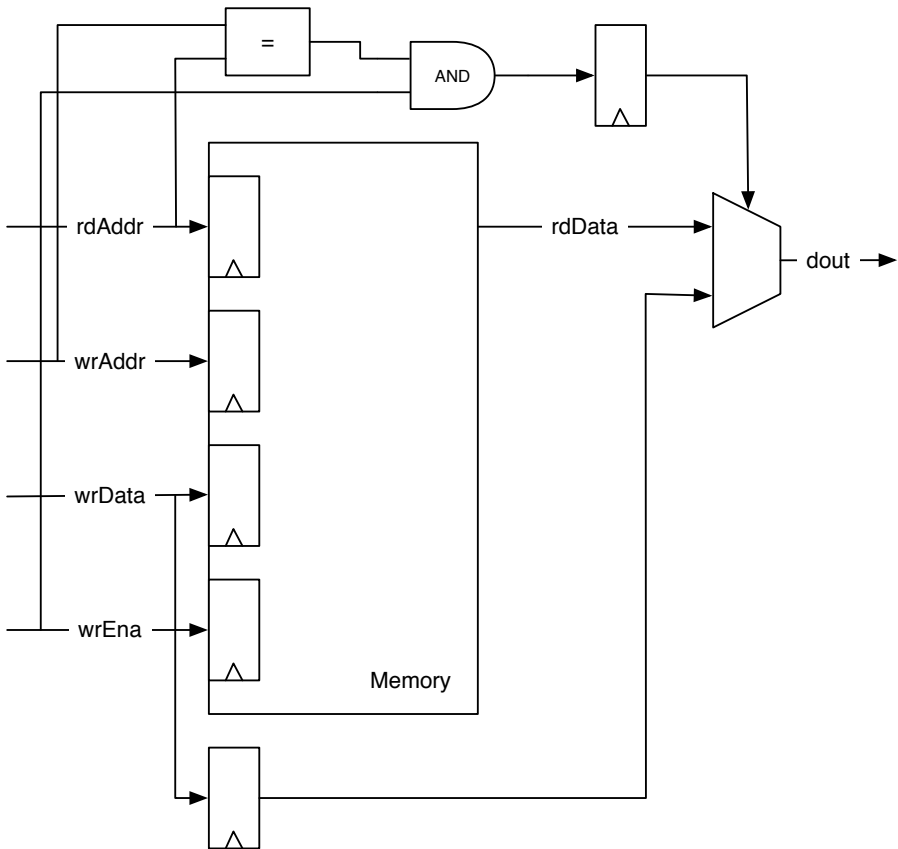 =
AND
rdAddr
rdData
dout
wrAddr
wrData
wrEna
Memory